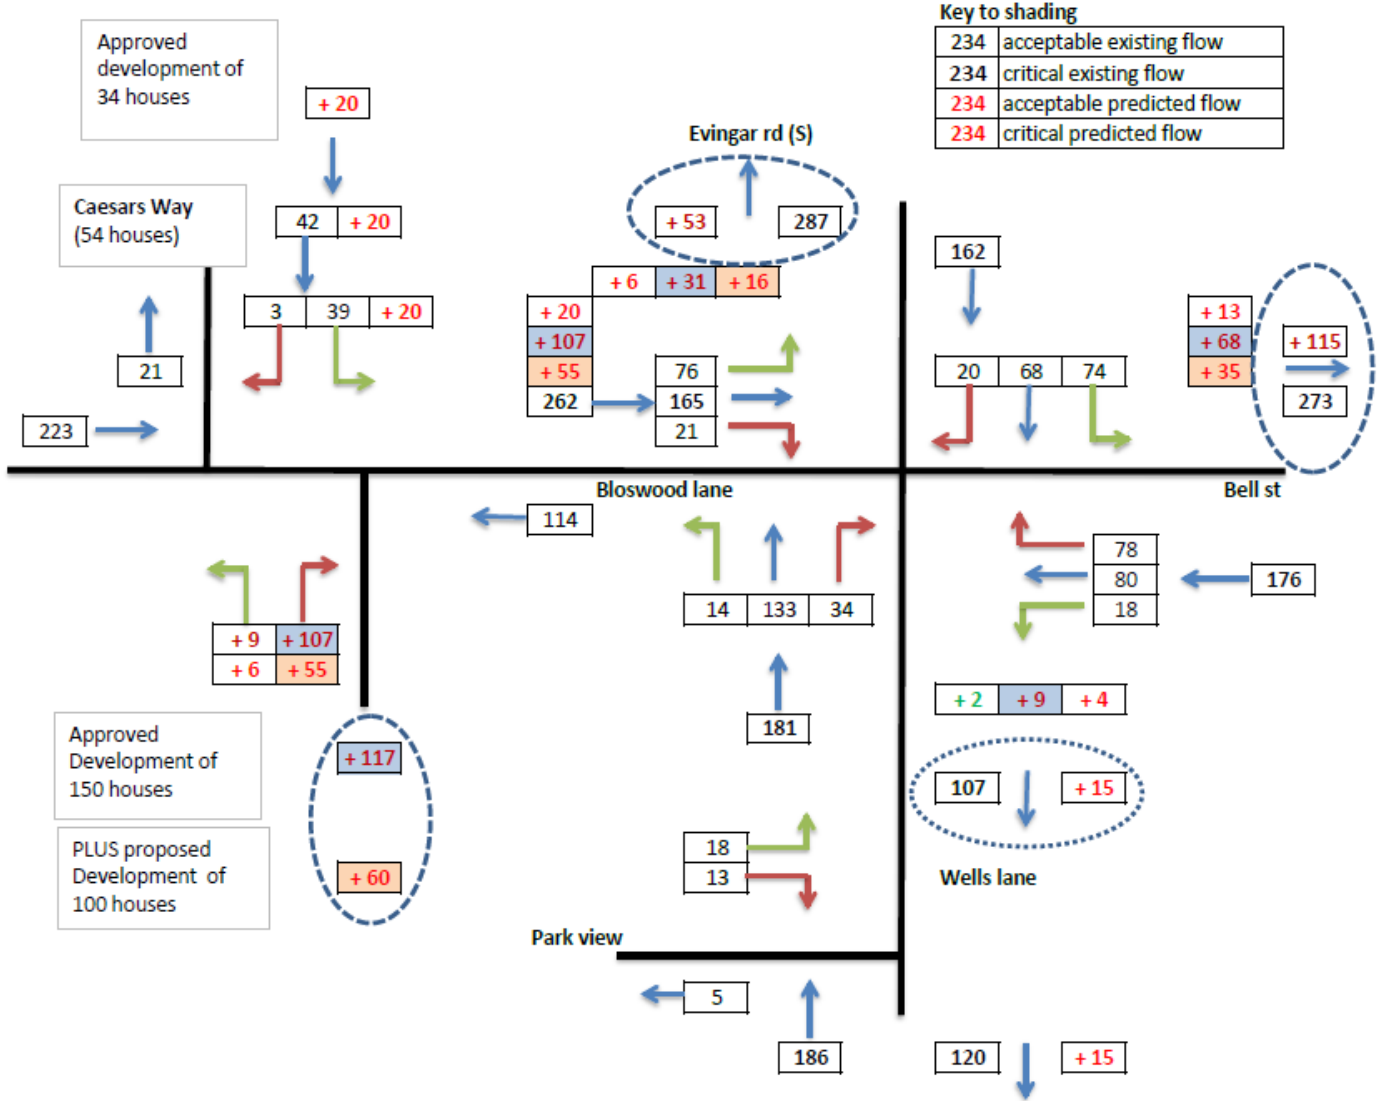 Key to shading
234 acceptable existing flow
234 critical existing flow
234 acceptable predicted flow
234 critical predicted flow
Approved
development of
34 houses
+ 20
Evingar rd (S)
Caesars Way
(54 houses)
42 + 20
+ 53 287
162
+ 6 + 31 + 16
3 39 + 20
+ 20
+ 107
+ 55
262
76
165
21
20 68 74
+ 13
+ 68
+ 35
+ 115
273
21
223
Bloswood lane
Bell st
114
14 133 34
78
80
18
176
+ 9 + 107
+ 6 + 55
181
+ 2 + 9 + 4
Approved
Development of
150 houses
+ 117
107 + 15
PLUS proposed
Development of
100 houses
+ 60
18
13
Wells lane
Park view
5
186
120 + 15